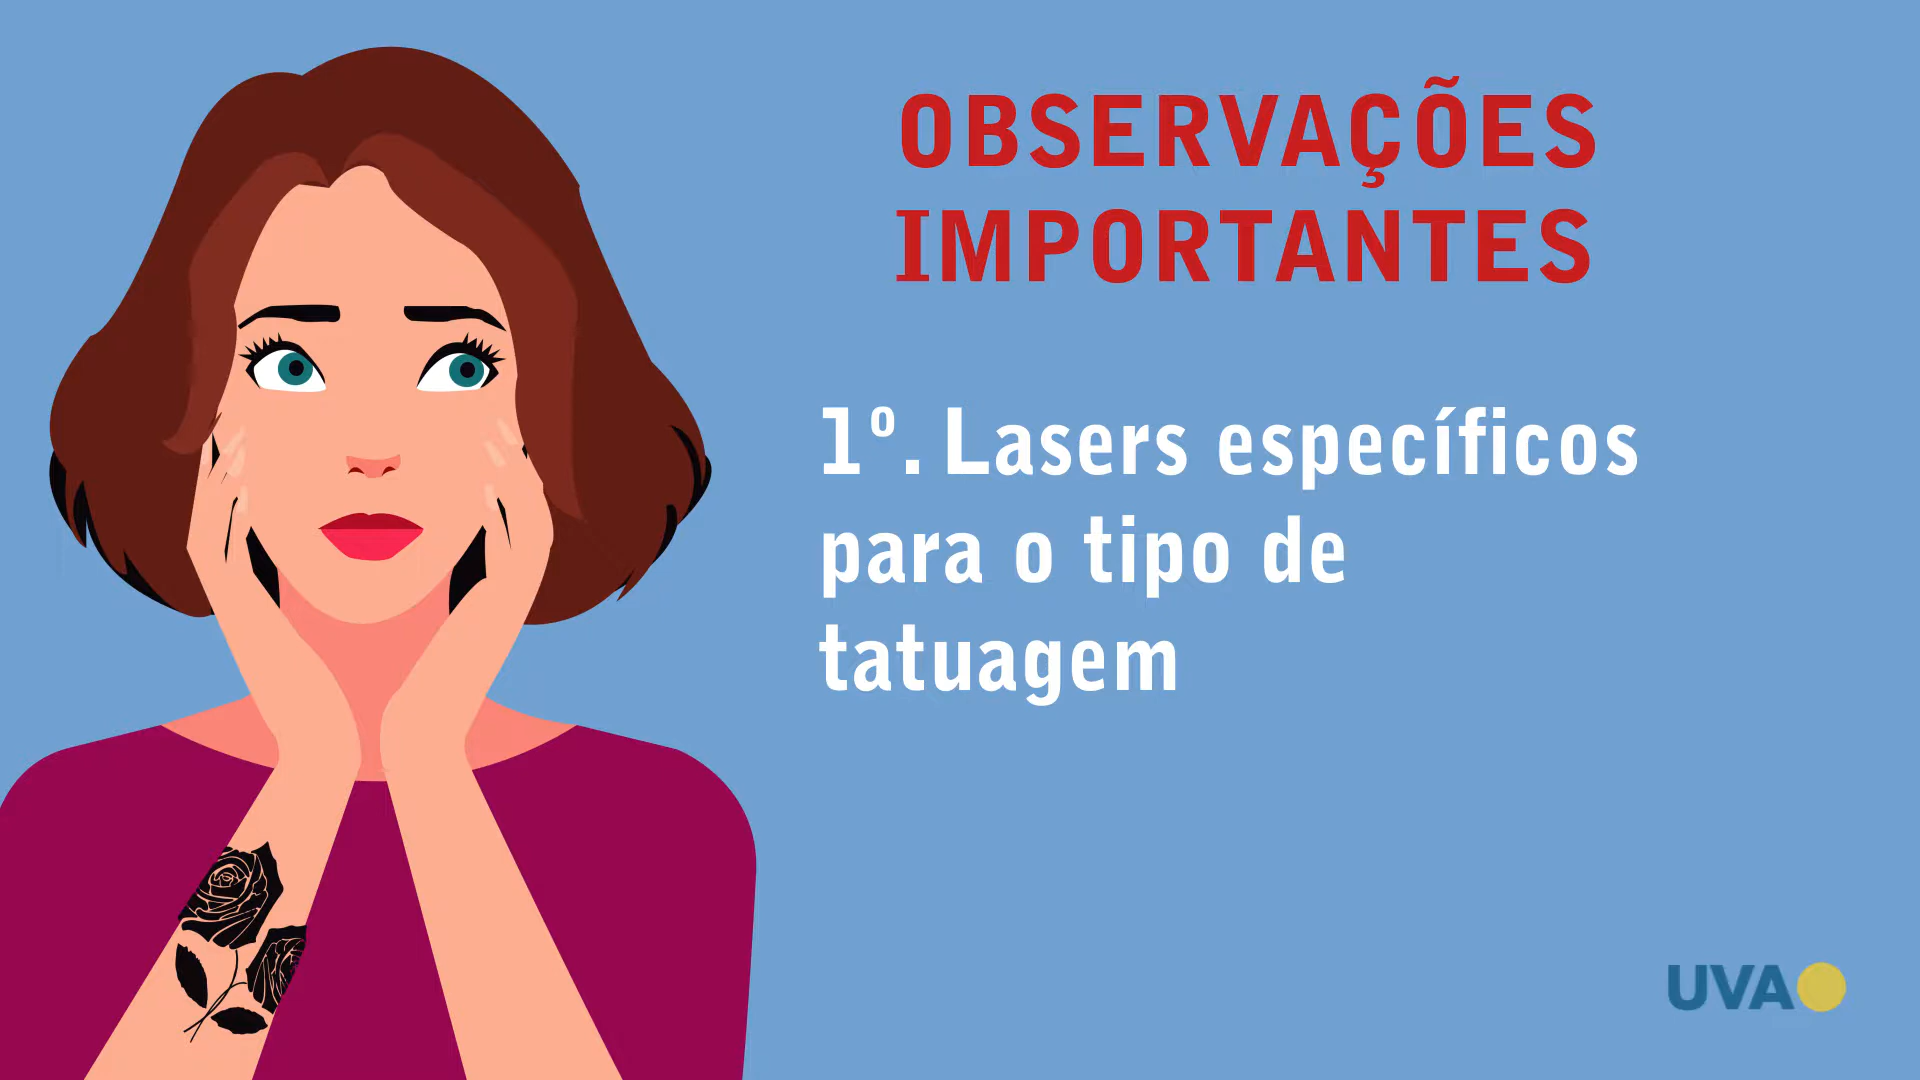 OBSERVAÇÕES
IMPORTANTES
1º. Lasers específicos
para o tipo de
tatuagem
UVA